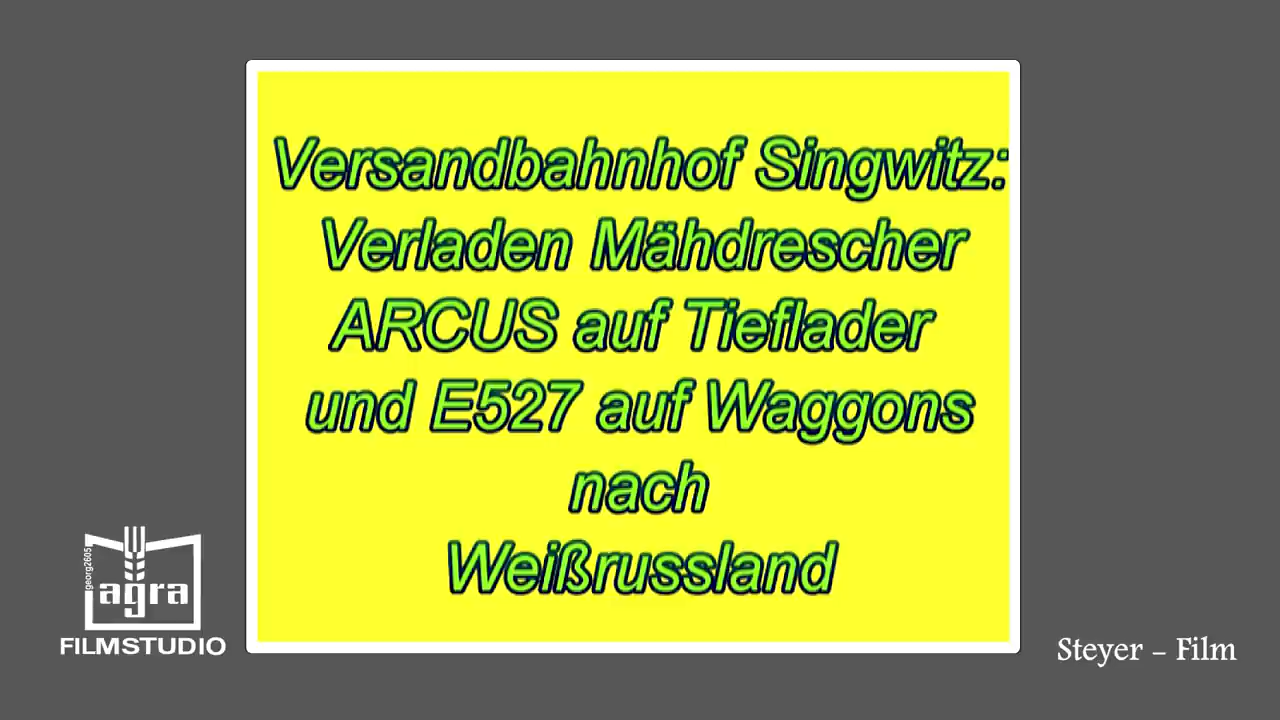 Versandbahnhof Singwitz:
Verladen Mähdrescher
ARCUS auf Tieflader
und E527 auf Waggons
nach
Weißrussland
georg2605
agra
FILMSTUDIO
Steyer – Film